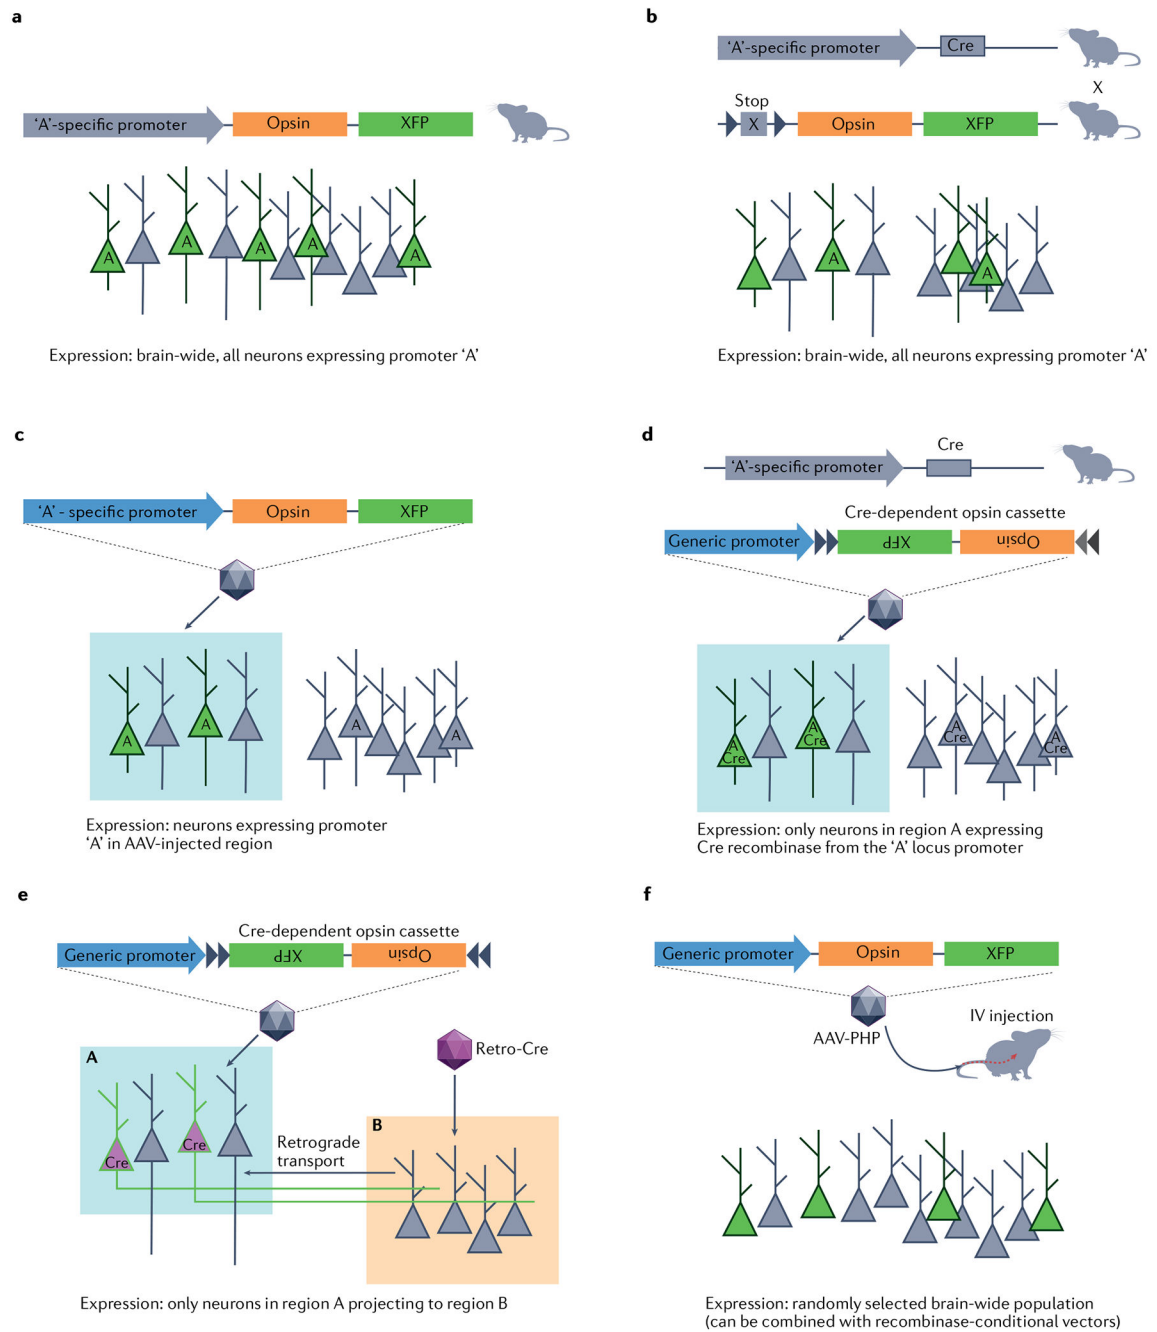 a
'A'-specific promoter
Opsin
XFP
A
A
A
A
A
Expression: brain-wide, all neurons expressing promoter 'A'
b
'A'-specific promoter
Cre
X
Stop
X
Opsin
XFP
A
A
Expression: brain-wide, all neurons expressing promoter 'A'
c
'A' - specific promoter
Opsin
XFP
A
A
A
A
Expression: neurons expressing promoter
'A' in AAV-injected region
d
Cre
'A'-specific promoter
Cre-dependent opsin cassette
Generic promoter
XFP
Opsin
A
Cre
A
Cre
A
Cre
A
Cre
Expression: only neurons in region A expressing
Cre recombinase from the 'A' locus promoter
e
Cre-dependent opsin cassette
Generic promoter
XFP
Opsin
Retro-Cre
A
Cre
Cre
B
Retrograde
transport
Expression: only neurons in region A projecting to region B
f
Generic promoter
Opsin
XFP
AAV-PHP
IV injection
Expression: randomly selected brain-wide population
(can be combined with recombinase-conditional vectors)